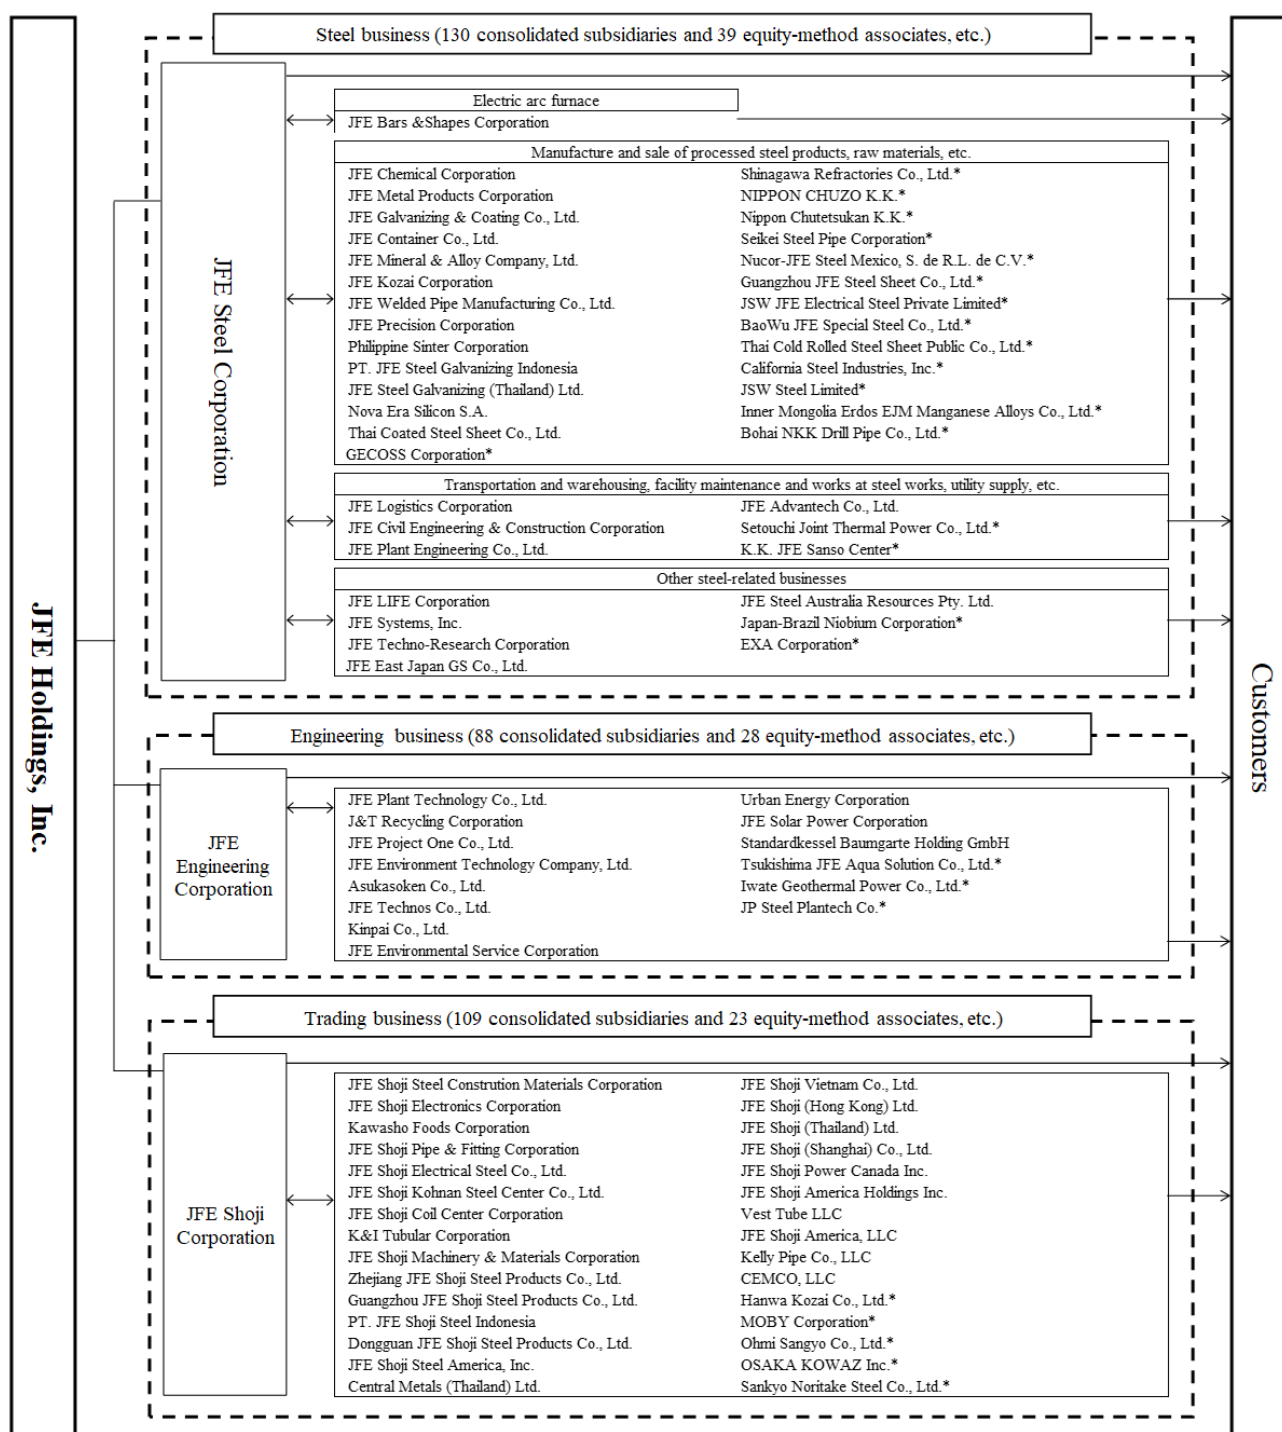 JFE Holdings, Inc.
Steel business (130 consolidated subsidiaries and 39 equity-method associates, etc.)
JFE Steel Corporation
Electric arc furnace
JFE Bars &Shapes Corporation
Manufacture and sale of processed steel products, raw materials, etc.
JFE Chemical Corporation
JFE Metal Products Corporation
JFE Galvanizing & Coating Co., Ltd.
JFE Container Co., Ltd.
JFE Mineral & Alloy Company, Ltd.
JFE Kozai Corporation
JFE Welded Pipe Manufacturing Co., Ltd.
JFE Precision Corporation
Philippine Sinter Corporation
PT. JFE Steel Galvanizing Indonesia
JFE Steel Galvanizing (Thailand) Ltd.
Nova Era Silicon S.A.
Thai Coated Steel Sheet Co., Ltd.
GECOSS Corporation*
Shinagawa Refractories Co., Ltd.*
NIPPON CHUZO K.K.*
Nippon Chutetsukan K.K.*
Seikei Steel Pipe Corporation*
Nucor-JFE Steel Mexico, S. de R.L. de C.V.*
Guangzhou JFE Steel Sheet Co., Ltd.*
JSW JFE Electrical Steel Private Limited*
BaoWu JFE Special Steel Co., Ltd.*
Thai Cold Rolled Steel Sheet Public Co., Ltd.*
California Steel Industries, Inc.*
JSW Steel Limited*
Inner Mongolia Erdos EJM Manganese Alloys Co., Ltd.*
Bohai NKK Drill Pipe Co., Ltd.*
Transportation and warehousing, facility maintenance and works at steel works, utility supply, etc.
JFE Logistics Corporation
JFE Civil Engineering & Construction Corporation
JFE Plant Engineering Co., Ltd.
JFE Advantech Co., Ltd.
Setouchi Joint Thermal Power Co., Ltd.*
K.K. JFE Sanso Center*
Other steel-related businesses
JFE LIFE Corporation
JFE Systems, Inc.
JFE Techno-Research Corporation
JFE East Japan GS Co., Ltd.
JFE Steel Australia Resources Pty. Ltd.
Japan-Brazil Niobium Corporation*
EXA Corporation*
Engineering business (88 consolidated subsidiaries and 28 equity-method associates, etc.)
JFE
Engineering
Corporation
JFE Plant Technology Co., Ltd.
J&T Recycling Corporation
JFE Project One Co., Ltd.
JFE Environment Technology Company, Ltd.
Asukasoken Co., Ltd.
JFE Technos Co., Ltd.
Kinpai Co., Ltd.
JFE Environmental Service Corporation
Urban Energy Corporation
JFE Solar Power Corporation
Standardkessel Baumgarte Holding GmbH
Tsukishima JFE Aqua Solution Co., Ltd.*
Iwate Geothermal Power Co., Ltd.*
JP Steel Plantech Co.*
Trading business (109 consolidated subsidiaries and 23 equity-method associates, etc.)
JFE Shoji
Corporation
JFE Shoji Steel Constrution Materials Corporation
JFE Shoji Electronics Corporation
Kawasho Foods Corporation
JFE Shoji Pipe & Fitting Corporation
JFE Shoji Electrical Steel Co., Ltd.
JFE Shoji Kohnan Steel Center Co., Ltd.
JFE Shoji Coil Center Corporation
K&I Tubular Corporation
JFE Shoji Machinery & Materials Corporation
Zhejiang JFE Shoji Steel Products Co., Ltd.
Guangzhou JFE Shoji Steel Products Co., Ltd.
PT. JFE Shoji Steel Indonesia
Dongguan JFE Shoji Steel Products Co., Ltd.
JFE Shoji Steel America, Inc.
Central Metals (Thailand) Ltd.
JFE Shoji Vietnam Co., Ltd.
JFE Shoji (Hong Kong) Ltd.
JFE Shoji (Thailand) Ltd.
JFE Shoji (Shanghai) Co., Ltd.
JFE Shoji Power Canada Inc.
JFE Shoji America Holdings Inc.
Vest Tube LLC
JFE Shoji America, LLC
Kelly Pipe Co., LLC
CEMCO, LLC
Hanwa Kozai Co., Ltd.*
MOBY Corporation*
Ohmi Sangyo Co., Ltd.*
OSAKA KOWAZ Inc.*
Sankyo Noritake Steel Co., Ltd.*
Customers